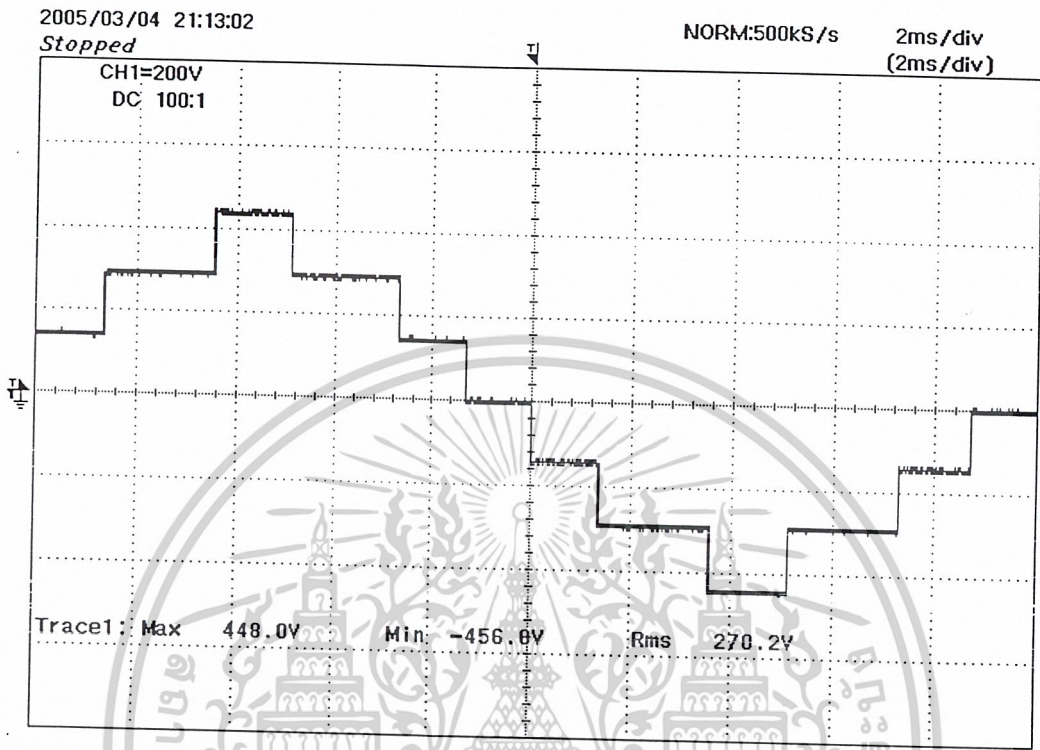 2005/03/04 21:13:02
Stopped
NORM:500kS/s 2ms/div
(2ms/div)
CH1=200V
DC 100:1
T
T
Trace1: Max 448.0V Min -456.0V Rms 270.2V